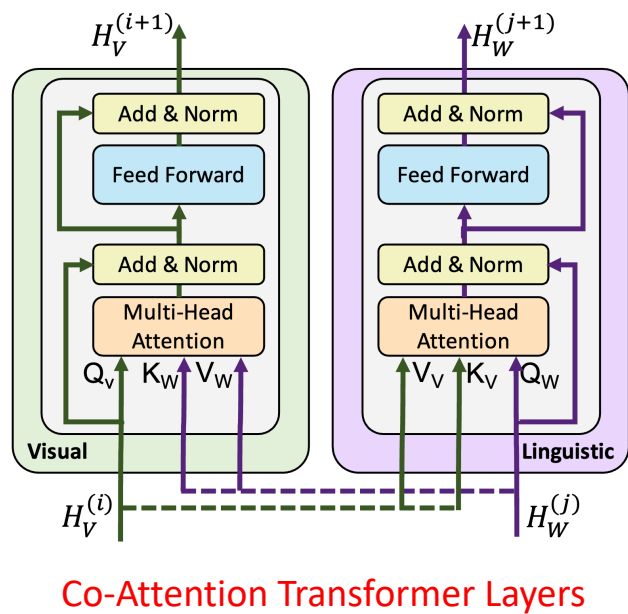 H_V^{(i+1)}
H_W^{(j+1)}
Add & Norm
Feed Forward
Add & Norm
Multi-Head
Attention
Q_v K_W V_W
Visual
H_V^{(i)}
Add & Norm
Feed Forward
Add & Norm
Multi-Head
Attention
V_V K_V Q_W
Linguistic
H_W^{(j)}
Co-Attention Transformer Layers